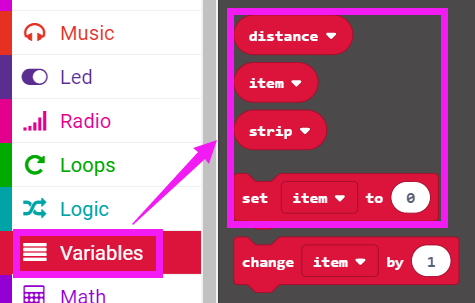 Music
Led
Radio
Loops
Logic
Variables
Math
distance
item
strip
set item to 0
change item by 1